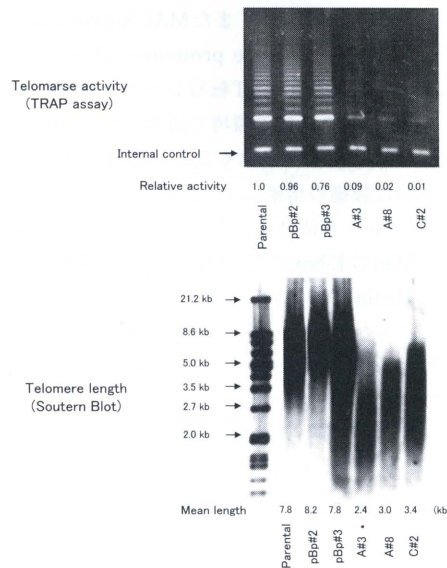 Telomarse activity
(TRAP assay)
Internal control
Relative activity 1.0 0.96 0.76 0.09 0.02 0.01
Parental
pBp#2
pBp#3
A#3
A#8
C#2
21.2 kb
8.6 kb
5.0 kb
3.5 kb
2.7 kb
2.0 kb
Telomere length
(Soutern Blot)
Mean length 7.8 8.2 7.8 2.4 3.0 3.4 (kb
Parental
pBp#2
pBp#3
A#3
A#8
C#2